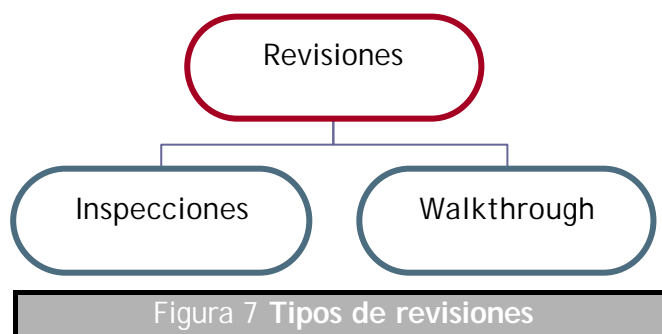 Revisiones
Inspecciones
Walkthrough
Figura 7 Tipos de revisiones